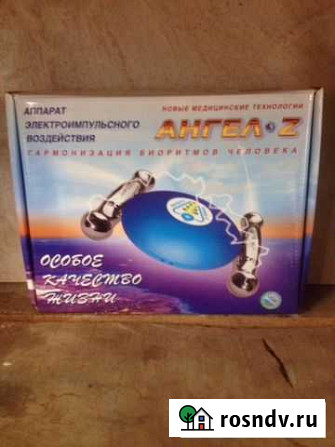 АППАРАТ
ЭЛЕКТРОИМПУЛЬСНОГО
ВОЗДЕЙСТВИЯ
НОВЫЕ МЕДИЦИНСКИЕ ТЕХНОЛОГИИ
АНГЕЛ Z
ГАРМОНИЗАЦИЯ БИОРИТМОВ ЧЕЛОВЕКА
ОСОБОЕ
КАЧЕСТВО
ЖИЗНИ
rosndv.ru